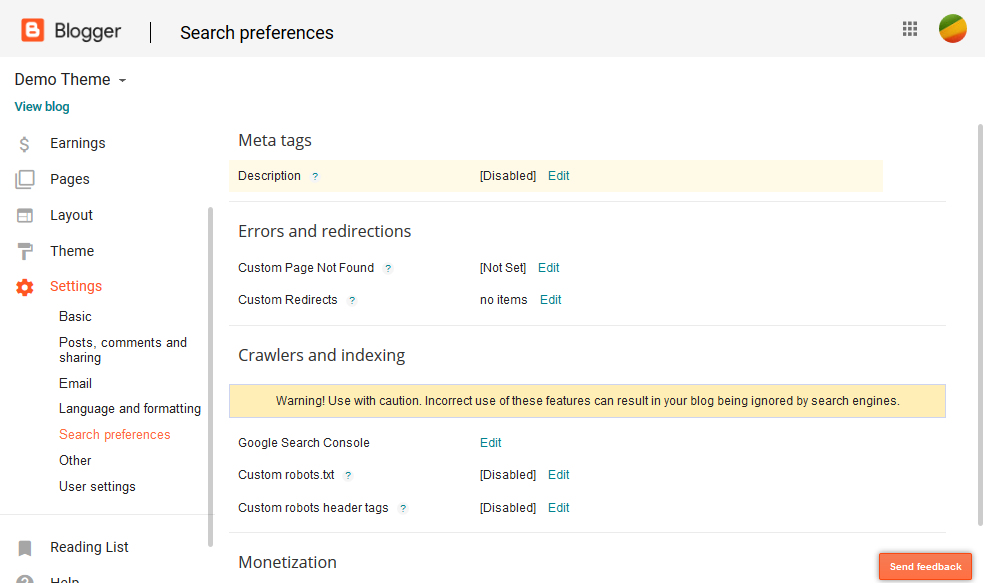 Blogger
Search preferences
Demo Theme
View blog
Earnings
Pages
Layout
Theme
Settings
Basic
Posts, comments and
sharing
Email
Language and formatting
Search preferences
Other
User settings
Reading List
Help
Meta tags
Description ? [Disabled] Edit
Errors and redirections
Custom Page Not Found ? [Not Set] Edit
Custom Redirects ? no items Edit
Crawlers and indexing
Warning! Use with caution. Incorrect use of these features can result in your blog being ignored by search engines.
Google Search Console Edit
Custom robots.txt ? [Disabled] Edit
Custom robots header tags ? [Disabled] Edit
Monetization
Send feedback